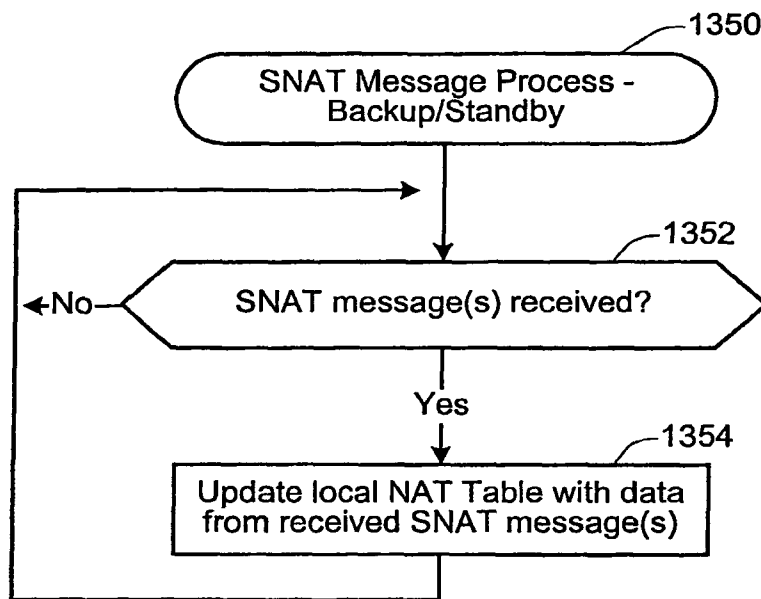 1350
SNAT Message Process -
Backup/Standby
1352
No
SNAT message(s) received?
Yes
1354
Update local NAT Table with data
from received SNAT message(s)